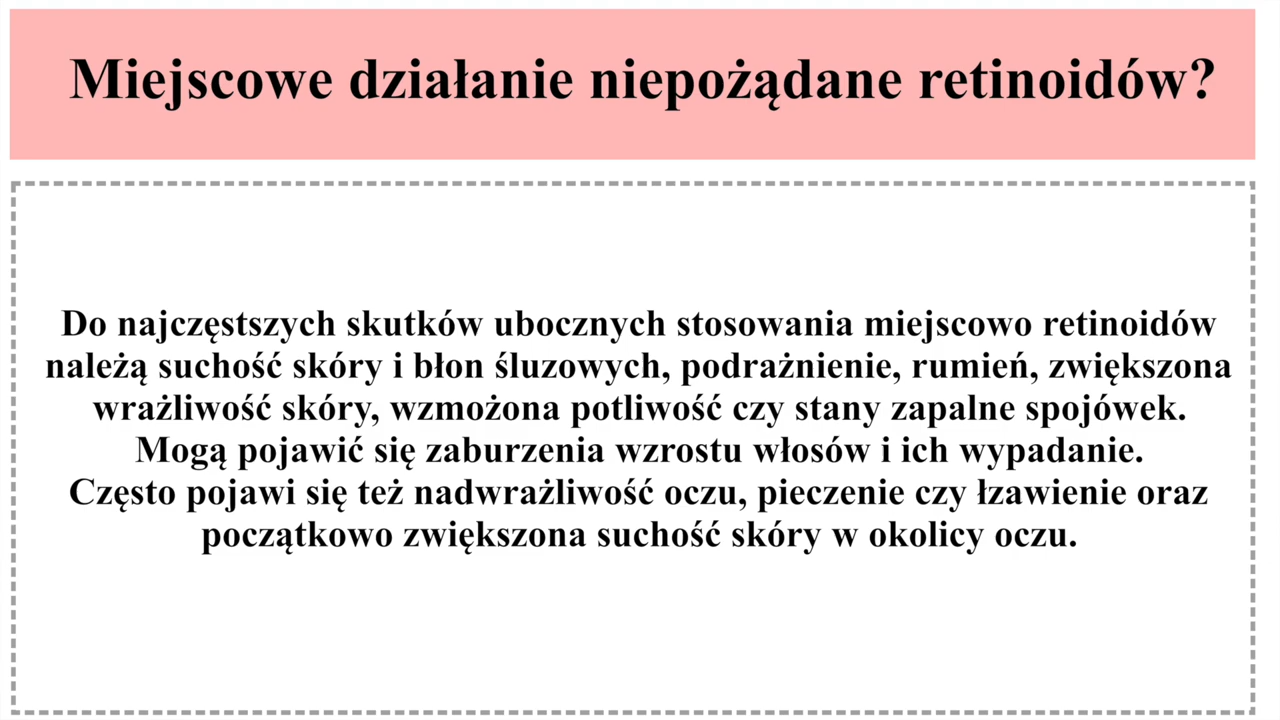 Miejscowe działanie niepożądane retinoidów?
Do najczęstszych skutków ubocznych stosowania miejscowo retinoidów
należą suchość skóry i błon śluzowych, podrażnienie, rumień, zwiększona
wrażliwość skóry, wzmożona potliwość czy stany zapalne spojówek.
Mogą pojawić się zaburzenia wzrostu włosów i ich wypadanie.
Często pojawi się też nadwrażliwość oczu, pieczenie czy łzawienie oraz
początkowo zwiększona suchość skóry w okolicy oczu.